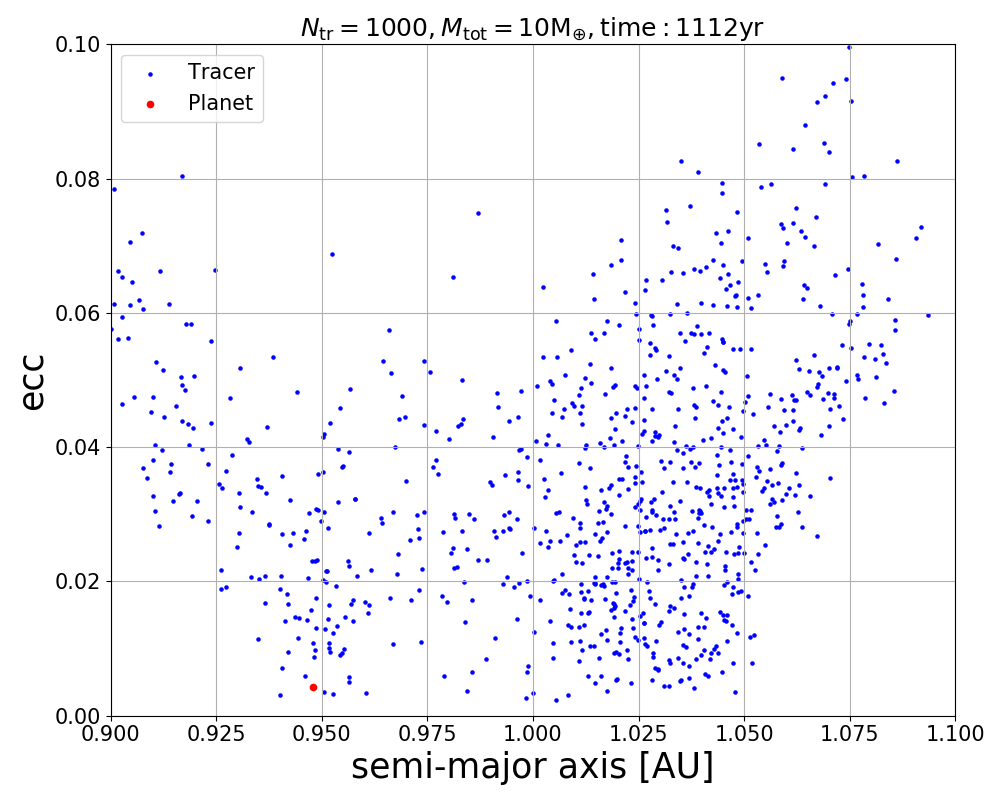 N_tr = 1000, M_tot = 10M_⊕, time : 1112yr
Tracer
Planet
0.10
0.08
0.06
0.04
0.02
0.00
ecc
0.900 0.925 0.950 0.975 1.000 1.025 1.050 1.075 1.100
semi-major axis [AU]